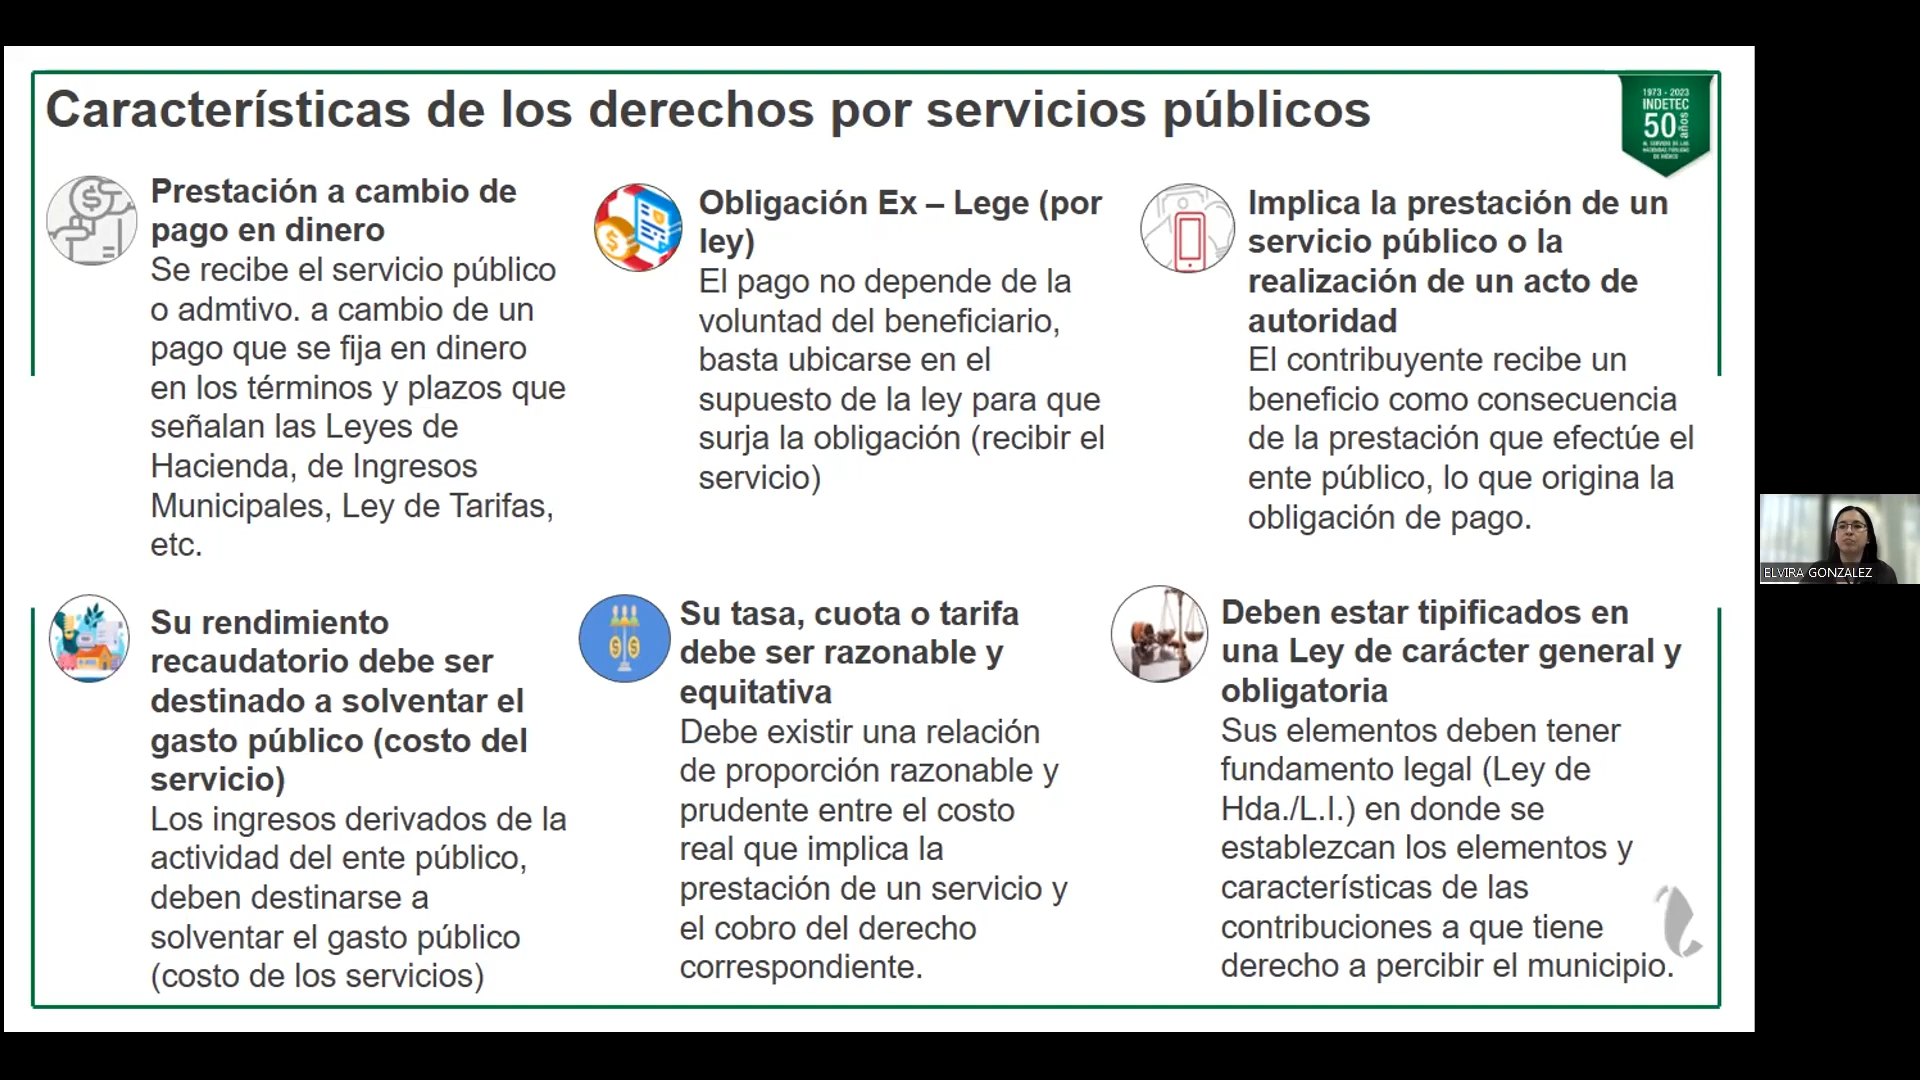 Características de los derechos por servicios públicos
1973 - 2023
INDETEC
50
años
AL SERVICIO DE LAS
HACIENDAS PÚBLICAS
DE MÉXICO
Prestación a cambio de
pago en dinero
Se recibe el servicio público
o admtivo. a cambio de un
pago que se fija en dinero
en los términos y plazos que
señalan las Leyes de
Hacienda, de Ingresos
Municipales, Ley de Tarifas,
etc.
Obligación Ex – Lege (por
ley)
El pago no depende de la
voluntad del beneficiario,
basta ubicarse en el
supuesto de la ley para que
surja la obligación (recibir el
servicio)
Implica la prestación de un
servicio público o la
realización de un acto de
autoridad
El contribuyente recibe un
beneficio como consecuencia
de la prestación que efectúe el
ente público, lo que origina la
obligación de pago.
Su rendimiento
recaudatorio debe ser
destinado a solventar el
gasto público (costo del
servicio)
Los ingresos derivados de la
actividad del ente público,
deben destinarse a
solventar el gasto público
(costo de los servicios)
Su tasa, cuota o tarifa
debe ser razonable y
equitativa
Debe existir una relación
de proporción razonable y
prudente entre el costo
real que implica la
prestación de un servicio y
el cobro del derecho
correspondiente.
Deben estar tipificados en
una Ley de carácter general y
obligatoria
Sus elementos deben tener
fundamento legal (Ley de
Hda./L.I.) en donde se
establezcan los elementos y
características de las
contribuciones a que tiene
derecho a percibir el municipio.
ELVIRA GONZALEZ